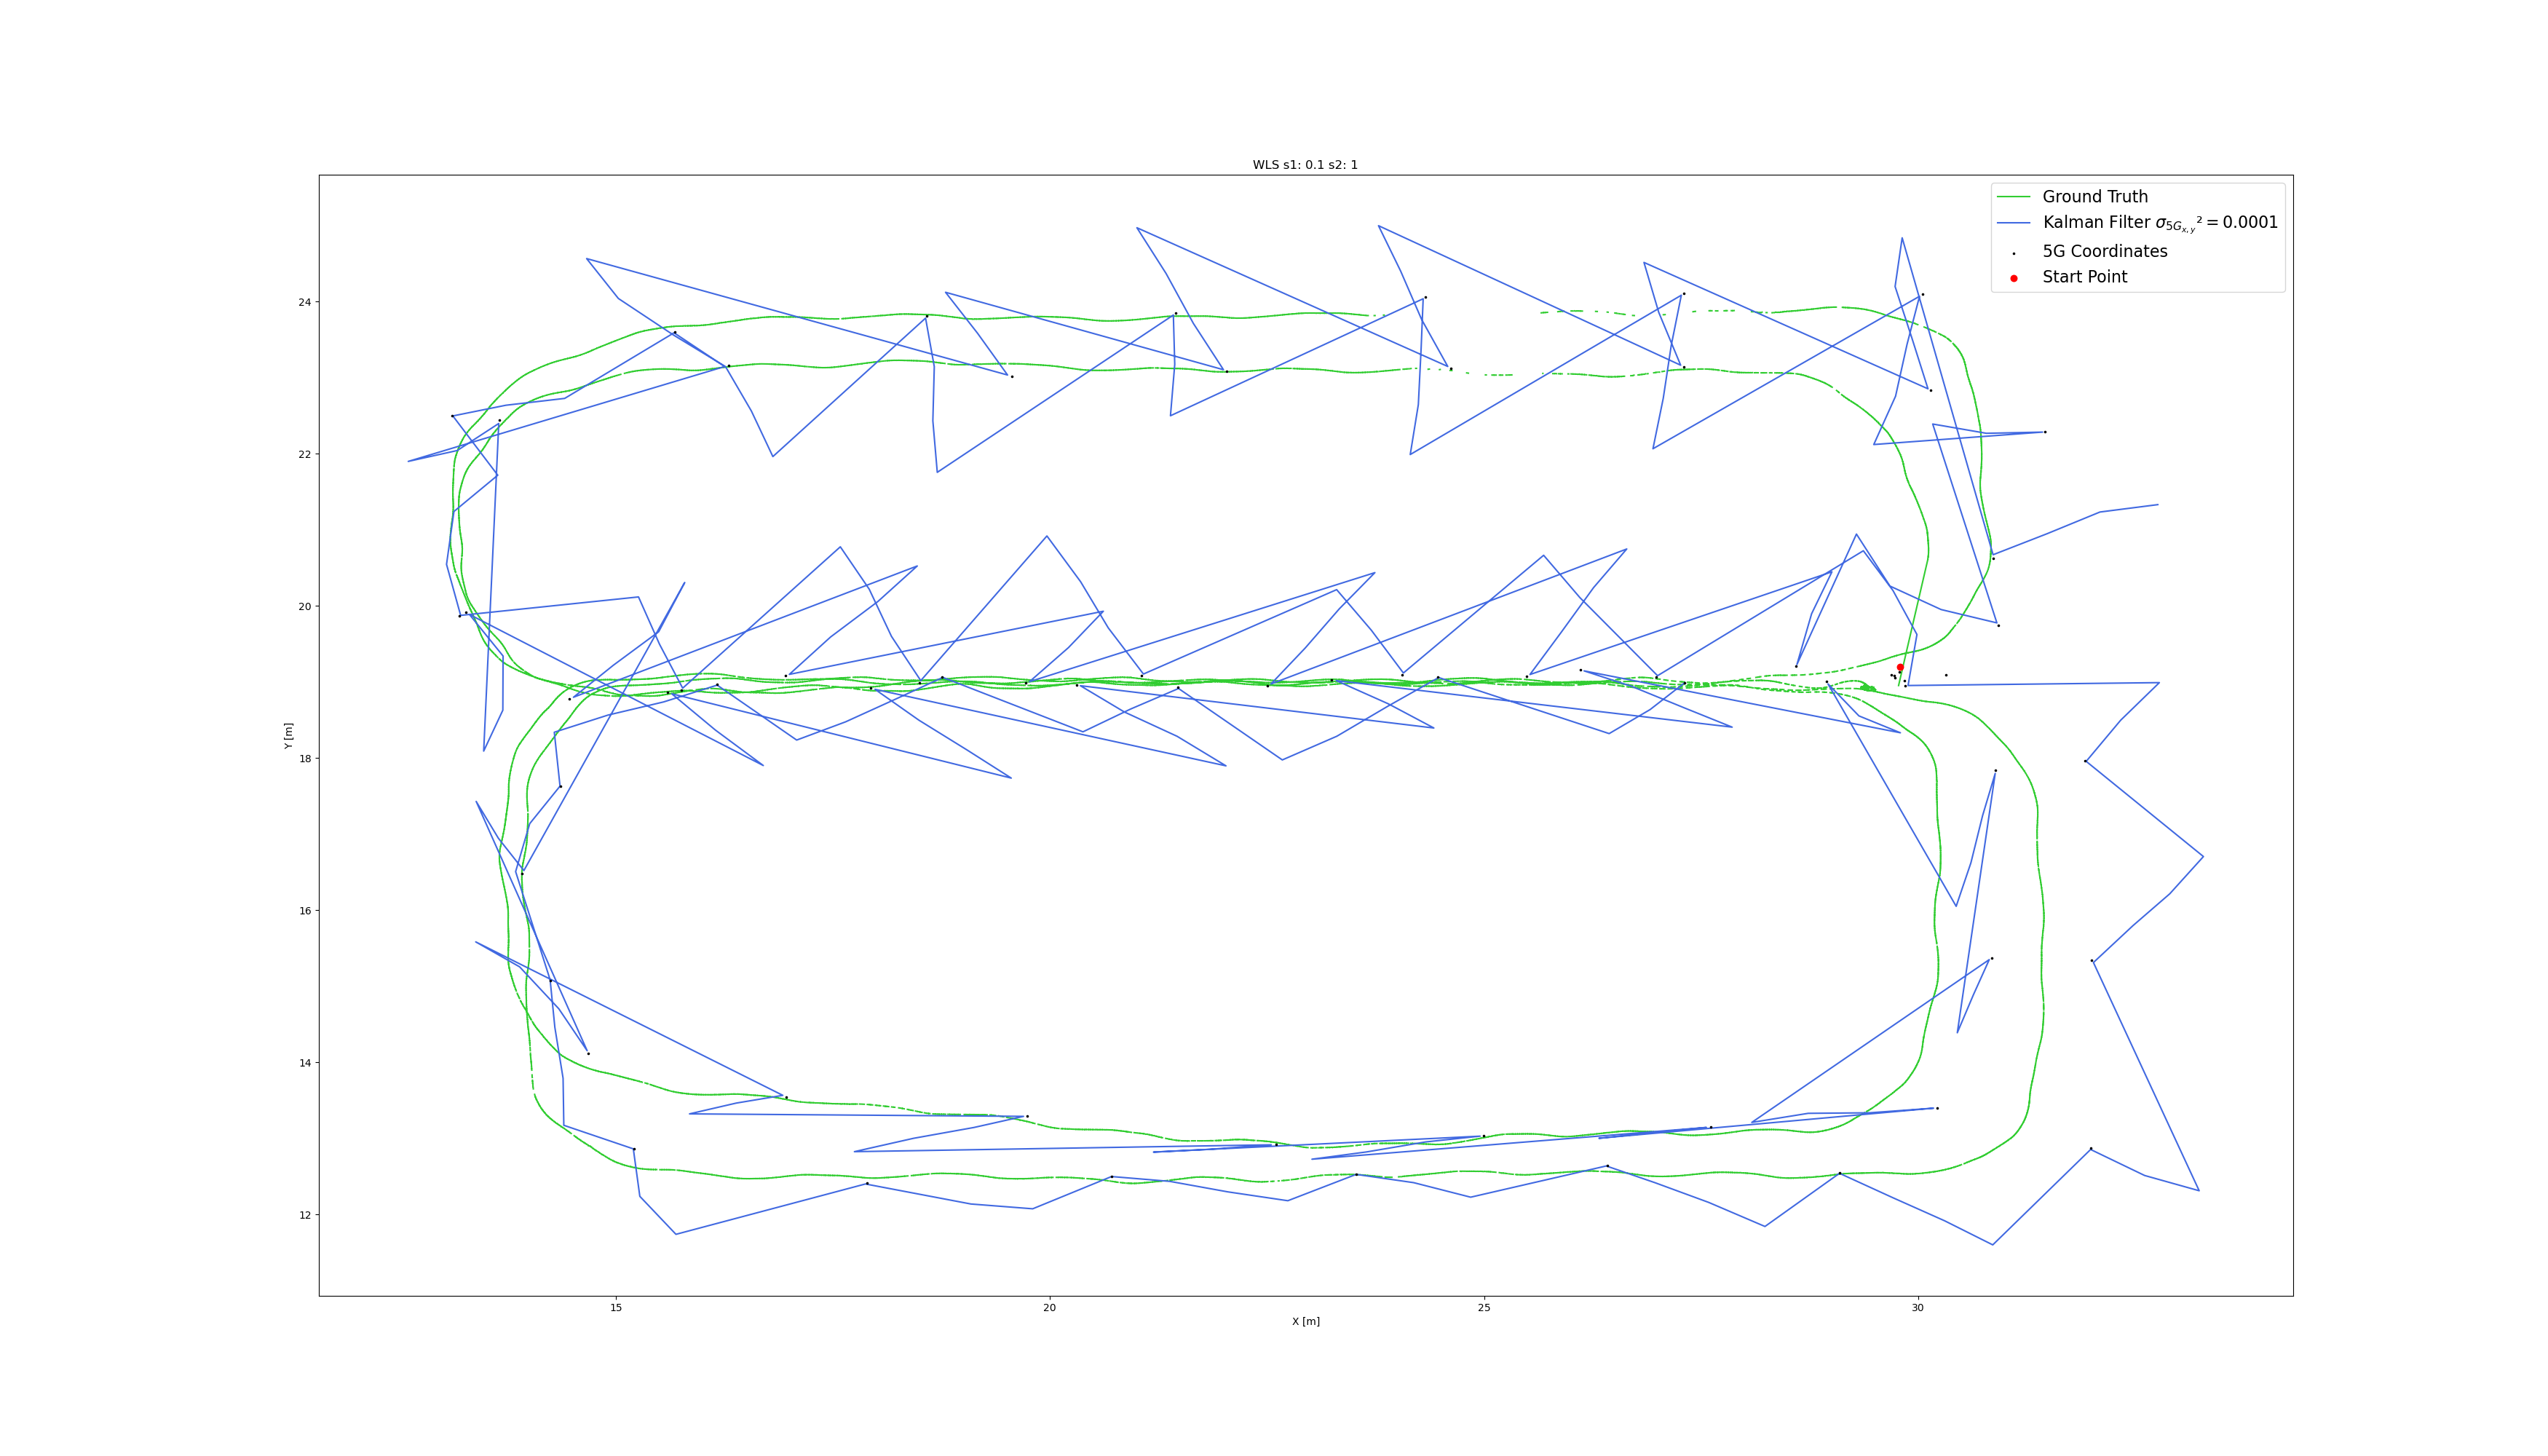 WLS s1: 0.1 s2: 1
Ground Truth
Kalman Filter σ5Gx,y² = 0.0001
5G Coordinates
Start Point
24
22
20
18
16
14
12
Y [m]
15 20 25 30
X [m]